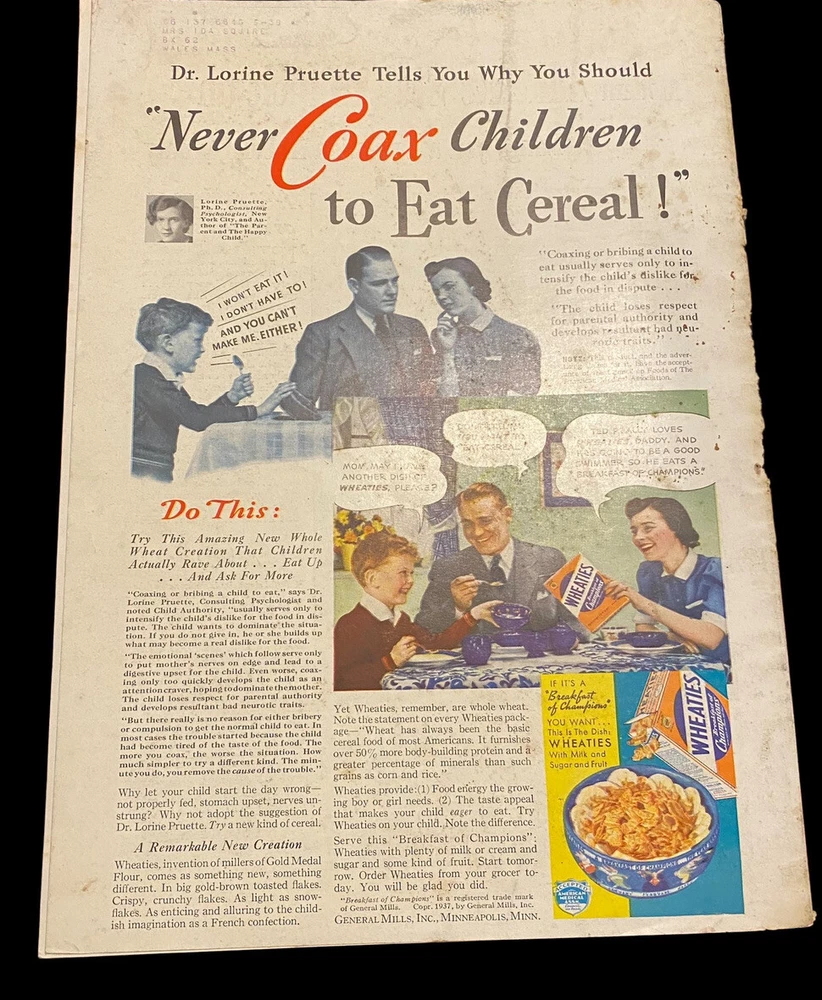 MRS IDA SQUIRE
WALES MASS
Dr. Lorine Pruette Tells You Why You Should
"Never Coax Children
to Eat Cereal!"
Lorine Pruette,
Ph. D., Consulting
Psychologist, New
York City, and Au-
thor of "The Par-
ent and The Happy
Child."
"Coaxing or bribing a child to
eat usually serves only to in-
tensify the child's dislike for
the food in dispute . . .
"The child loses respect
for parental authority and
develops resultant bad neu-
rotic traits."
I WON'T EAT IT!
I DON'T HAVE TO!
AND YOU CAN'T
MAKE ME, EITHER!
MOM, MAY I HAVE
ANOTHER DISH OF
WHEATIES, PLEASE?
TED REALLY LOVES
WHEATIES, DADDY. AND
HE'S GOING TO BE A GOOD
SWIMMER, SO HE EATS A
"BREAKFAST OF CHAMPIONS."
WHEATIES
Do This:
Try This Amazing New Whole
Wheat Creation That Children
Actually Rave About . . . Eat Up
. . . And Ask For More
"Coaxing or bribing a child to eat," says Dr.
Lorine Pruette, Consulting Psychologist and
Noted Child Authority, "usually serves only to
intensify the child's dislike for the food in dis-
pute. The child wants to dominate the situa-
tion. If you do not give in, he or she builds up
what may become a real dislike for the food.
"The emotional 'scenes' which follow serve only
to put mother's nerves on edge and lead to a
digestive upset for the child. Even worse, coax-
ing only too quickly develops the child as an
attention craver, hoping to dominate the mother.
The child loses respect for parental authority
and develops resultant bad neurotic traits.
"But there really is no reason for either bribery
or compulsion to get the normal child to eat. In
most cases the trouble started because the child
had become tired of the taste of the food. The
more you coax, the worse the situation. How
much simpler to try a different kind. The min-
ute you do, you remove the cause of the trouble."
Why let your child start the day wrong—
not properly fed, stomach upset, nerves un-
strung? Why not adopt the suggestion of
Dr. Lorine Pruette. Try a new kind of cereal.
A Remarkable New Creation
Wheaties, invention of millers of Gold Medal
Flour, comes as something new, something
different. In big gold-brown toasted flakes.
Crispy, crunchy flakes. As light as snow-
flakes. As enticing and alluring to the child-
ish imagination as a French confection.
Yet Wheaties, remember, are whole wheat.
Note the statement on every Wheaties pack-
age—"Wheat has always been the basic
cereal food of most Americans. It furnishes
over 50% more body-building protein and a
greater percentage of minerals than such
grains as corn and rice."
Wheaties provide: (1) Food energy the grow-
ing boy or girl needs. (2) The taste appeal
that makes your child eager to eat. Try
Wheaties on your child. Note the difference.
Serve this "Breakfast of Champions":
Wheaties with plenty of milk or cream and
sugar and some kind of fruit. Start tomor-
row. Order Wheaties from your grocer to-
day. You will be glad you did.
"Breakfast of Champions" is a registered trade mark
of General Mills. Copr. 1937, by General Mills, Inc.
GENERAL MILLS, INC., MINNEAPOLIS, MINN.
IF IT'S A
"Breakfast
of Champions"
YOU WANT...
This Is The Dish:
WHEATIES
With Milk and
Sugar and Fruit
WHEATIES
Breakfast of
Champions
A BREAKFAST OF CHAMPIONS
ACCEPTED
AMERICAN
MEDICAL
ASSN.